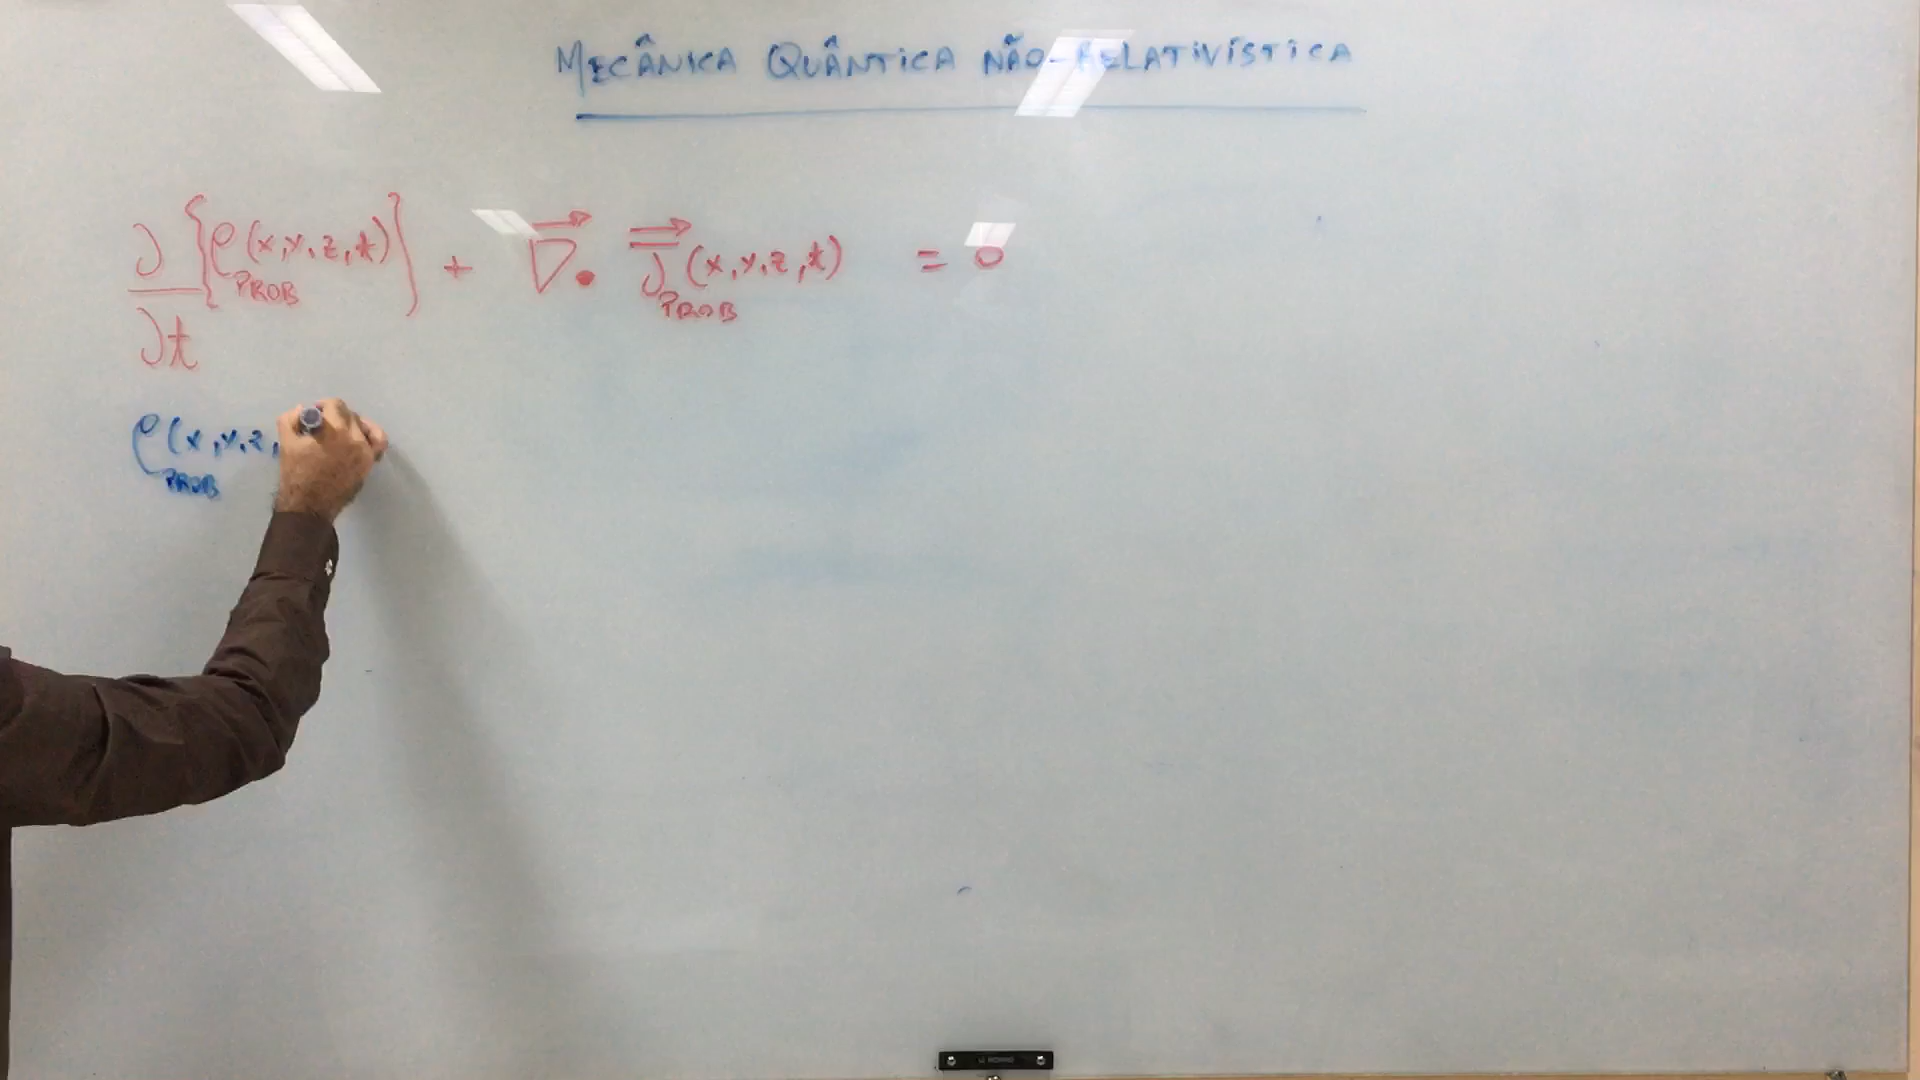 MECÂNICA QUÂNTICA NÃO-RELATIVÍSTICA
∂/∂t {ρ_PROB (x,y,z,t)} + ∇⃗ • J⃗_PROB (x,y,z,t) = 0
ρ_PROB (x,y,z,